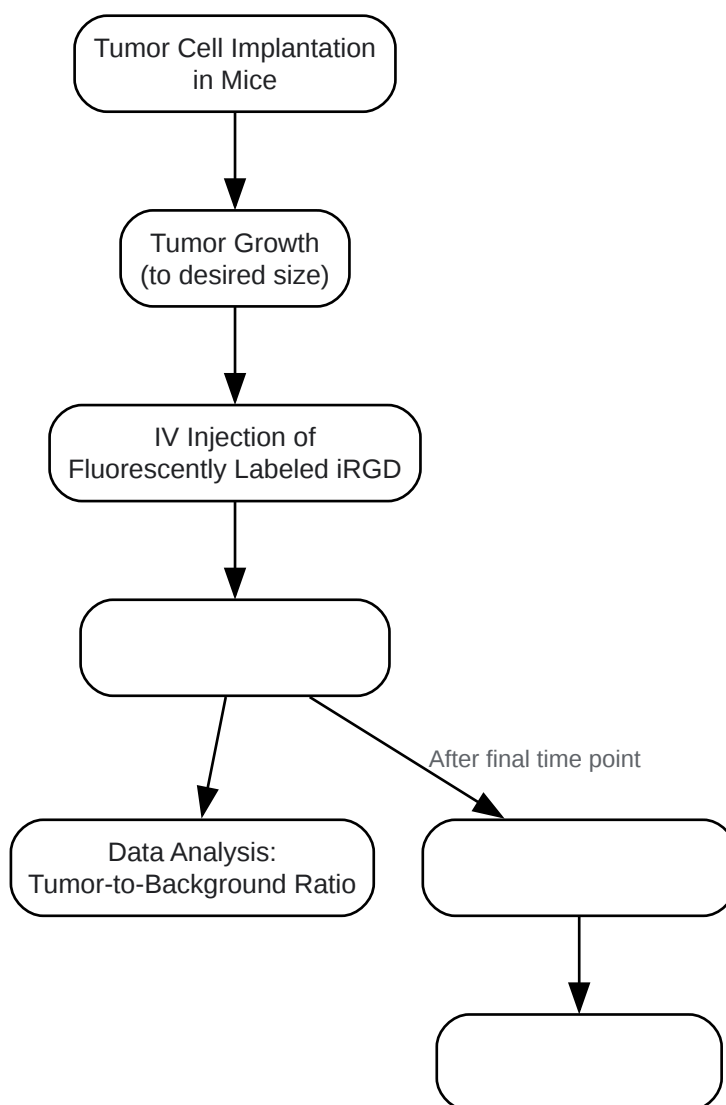 Tumor Cell Implantation
in Mice
Tumor Growth
(to desired size)
IV Injection of
Fluorescently Labeled iRGD
After final time point
Data Analysis:
Tumor-to-Background Ratio